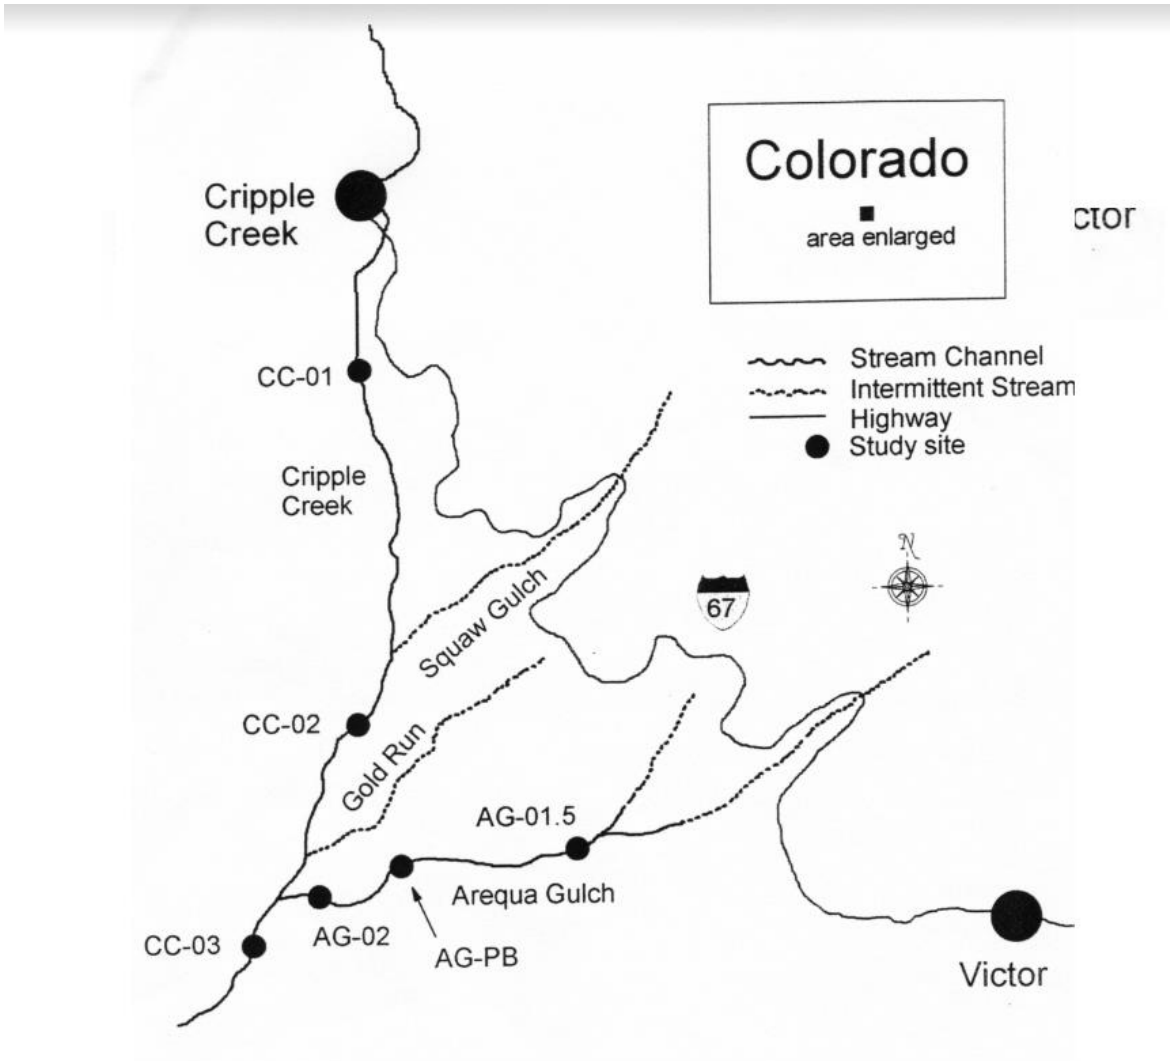 Cripple
Creek
Colorado
area enlarged
ctor
Stream Channel
Intermittent Stream
Highway
Study site
CC-01
Cripple
Creek
N
67
Squaw Gulch
CC-02
Gold Run
AG-01.5
Arequa Gulch
AG-02
CC-03
AG-PB
Victor